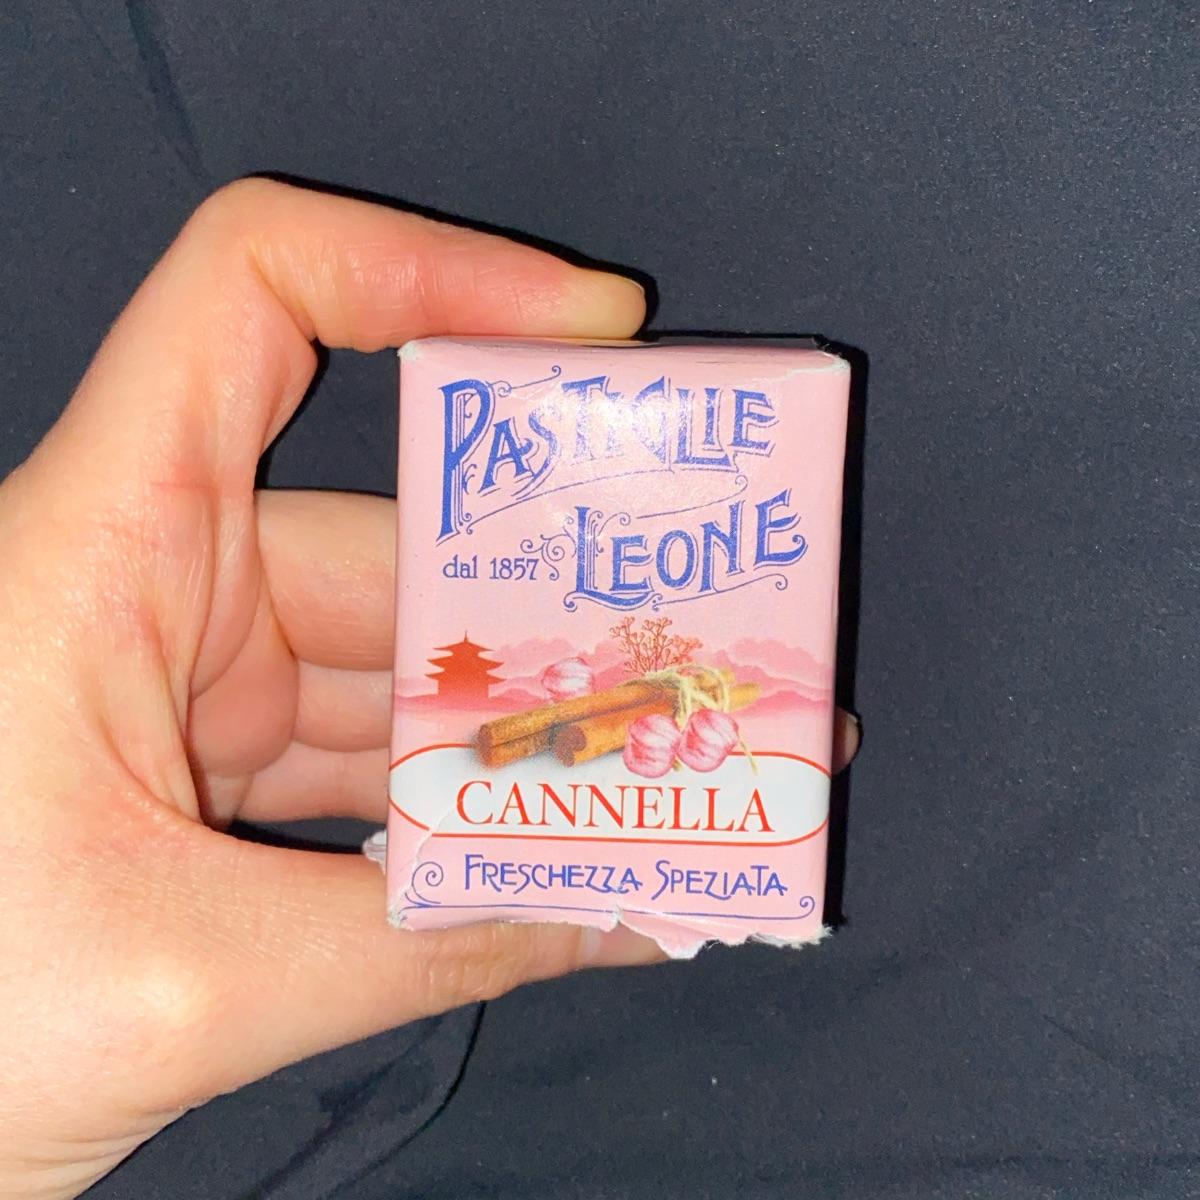 PASTIGLIE
LEONE
dal 1857
CANNELLA
FRESCHEZZA SPEZIATA